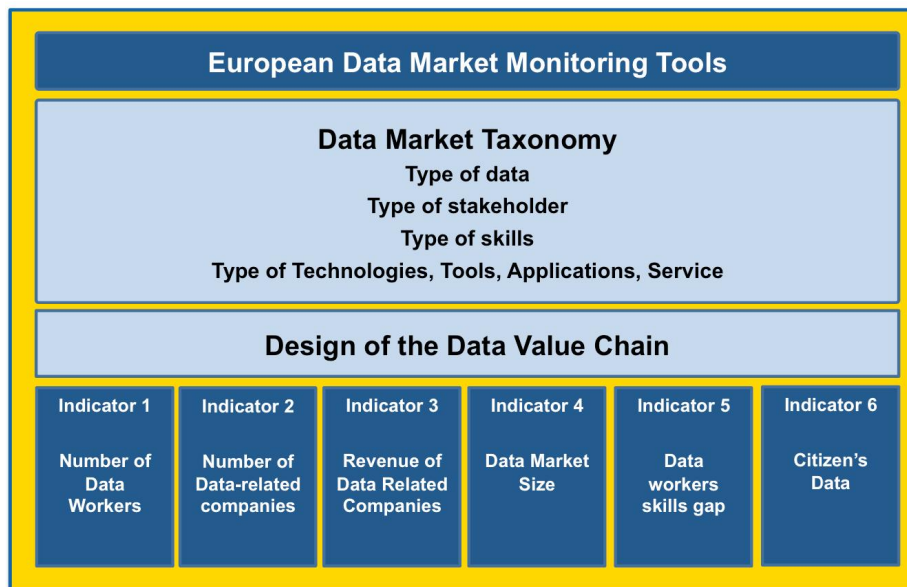 European Data Market Monitoring Tools
Data Market Taxonomy
Type of data
Type of stakeholder
Type of skills
Type of Technologies, Tools, Applications, Service
Design of the Data Value Chain
Indicator 1
Number of
Data
Workers
Indicator 2
Number of
Data-related
companies
Indicator 3
Revenue of
Data Related
Companies
Indicator 4
Data Market
Size
Indicator 5
Data
workers
skills gap
Indicator 6
Citizen’s
Data